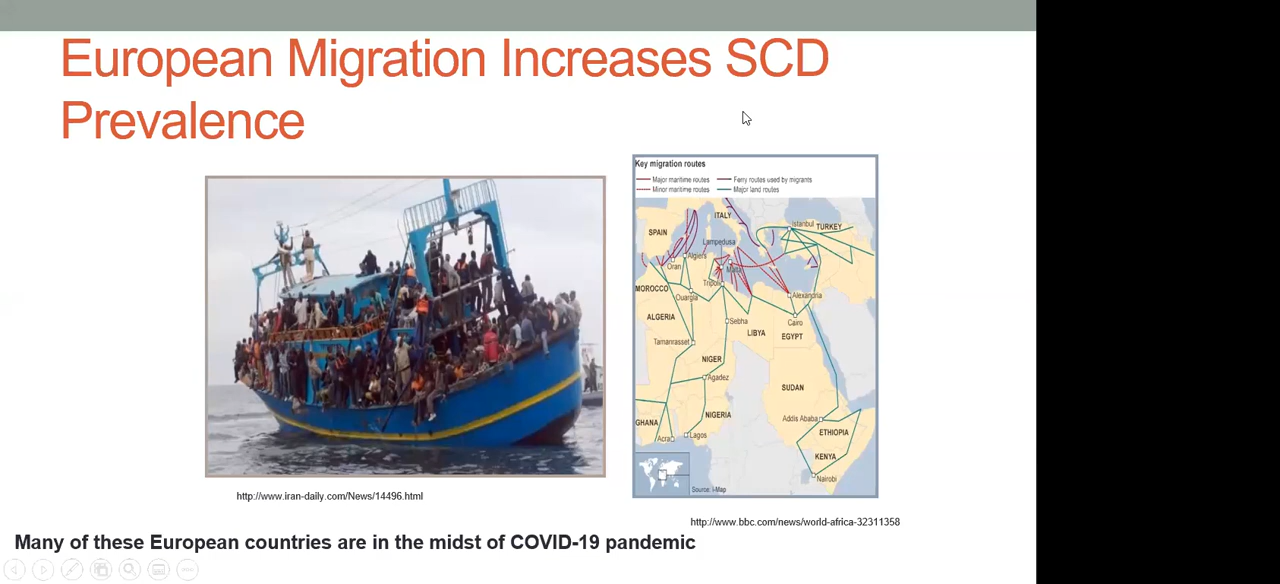 European Migration Increases SCD
Prevalence
Key migration routes
Major maritime routes
Ferry routes used by migrants
Minor maritime routes
Major land routes
ITALY
Istanbul
TURKEY
SPAIN
Lampedusa
Algiers
Oran
Malta
Tripoli
MOROCCO
Ouargla
Alexandria
ALGERIA
Sebha
Cairo
LIBYA
EGYPT
Tamanrasset
NIGER
Agadez
SUDAN
NIGERIA
Addis Ababa
GHANA
ETHIOPIA
Acra
Lagos
KENYA
Nairobi
Source: I-Map
http://www.iran-daily.com/News/14496.html
http://www.bbc.com/news/world-africa-32311358
Many of these European countries are in the midst of COVID-19 pandemic